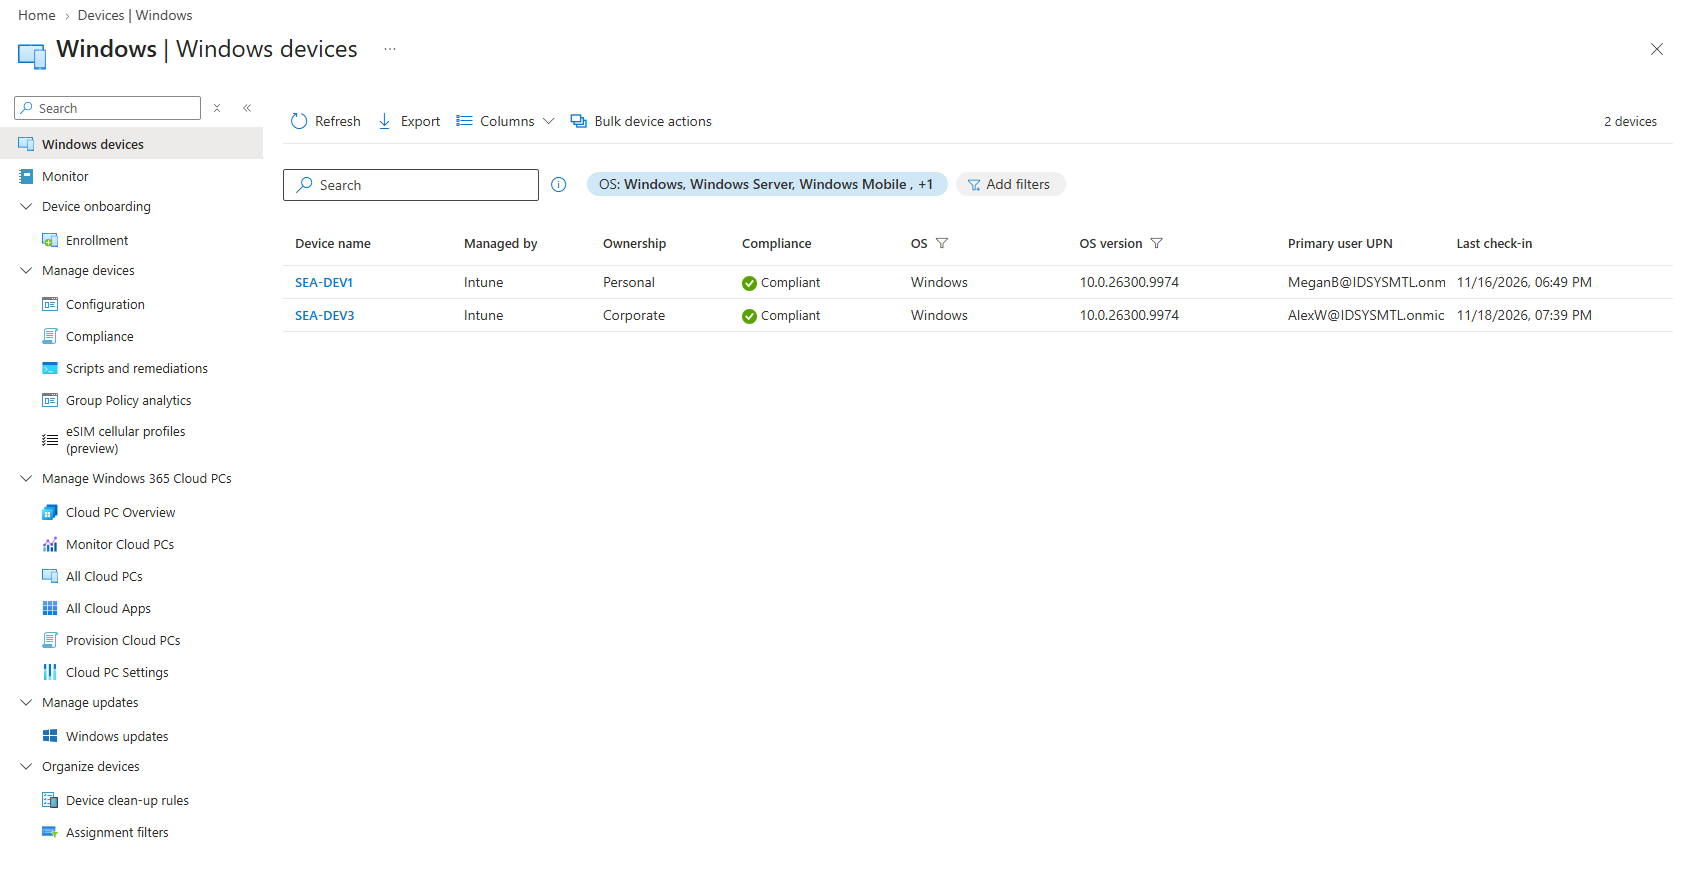 Home > Devices | Windows
Windows | Windows devices ...
Search
Windows devices
Monitor
Device onboarding
Enrollment
Manage devices
Configuration
Compliance
Scripts and remediations
Group Policy analytics
eSIM cellular profiles
(preview)
Manage Windows 365 Cloud PCs
Cloud PC Overview
Monitor Cloud PCs
All Cloud PCs
All Cloud Apps
Provision Cloud PCs
Cloud PC Settings
Manage updates
Windows updates
Organize devices
Device clean-up rules
Assignment filters
Refresh Export Columns Bulk device actions 2 devices
Search OS: Windows, Windows Server, Windows Mobile , +1 Add filters
Device name Managed by Ownership Compliance OS OS version Primary user UPN Last check-in
SEA-DEV1 Intune Personal Compliant Windows 10.0.26300.9974 MeganB@IDSYSMTL.onm 11/16/2026, 06:49 PM
SEA-DEV3 Intune Corporate Compliant Windows 10.0.26300.9974 AlexW@IDSYSMTL.onmic 11/18/2026, 07:39 PM